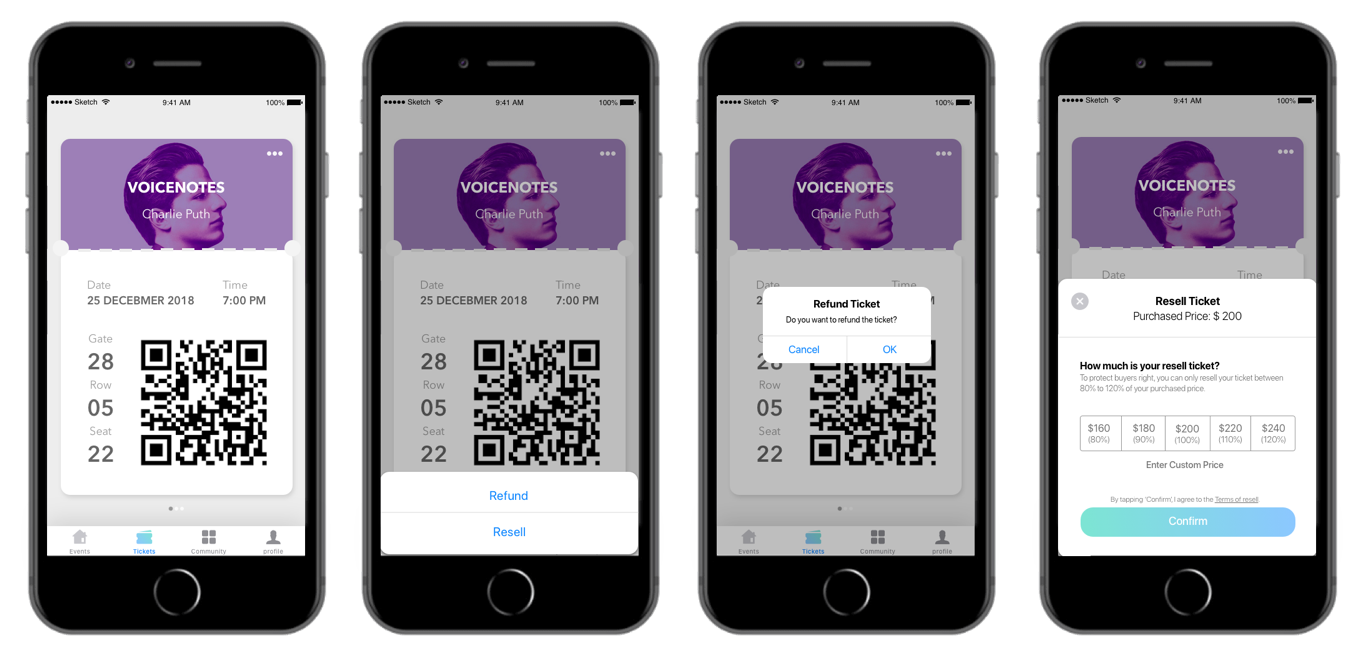 Sketch 9:41 AM 100%
VOICENOTES
Charlie Puth
Date Time
25 DECEBMER 2018 7:00 PM
Gate
28
Row
05
Seat
22
Events Tickets Community profile
Sketch 9:41 AM 100%
VOICENOTES
Charlie Puth
Date Time
25 DECEBMER 2018 7:00 PM
Gate
28
Row
05
Seat
22
Refund
Resell
Sketch 9:41 AM 100%
VOICENOTES
Charlie Puth
Date Time
Refund Ticket
Do you want to refund the ticket?
Cancel OK
28
Row
05
Seat
22
Events Tickets Community profile
Sketch 9:41 AM 100%
VOICENOTES
Charlie Puth
Date Time
Resell Ticket
Purchased Price: $ 200
How much is your resell ticket?
To protect buyers right, you can only resell your ticket between
80% to 120% of your purchased price.
$160 $180 $200 $220 $240
(80%) (90%) (100%) (110%) (120%)
Enter Custom Price
By tapping 'Confirm', I agree to the Terms of resell
Confirm